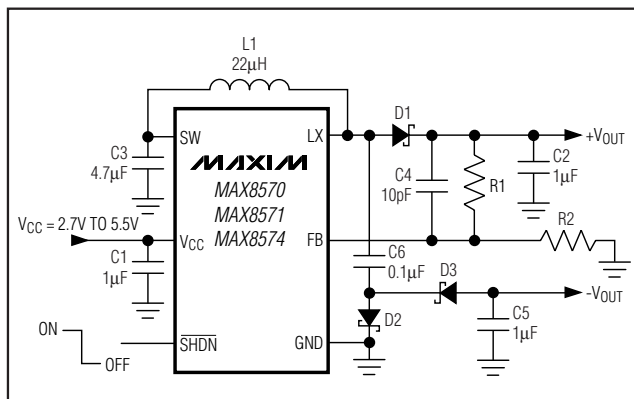 L1
22µH
SW
LX
D1
+VOUT
C3
4.7µF
MAXIM
MAX8570
MAX8571
MAX8574
C4
10pF
R1
C2
1µF
VCC = 2.7V TO 5.5V
VCC
FB
R2
C1
1µF
C6
0.1µF
D3
-VOUT
ON
OFF
SHDN
D2
GND
C5
1µF